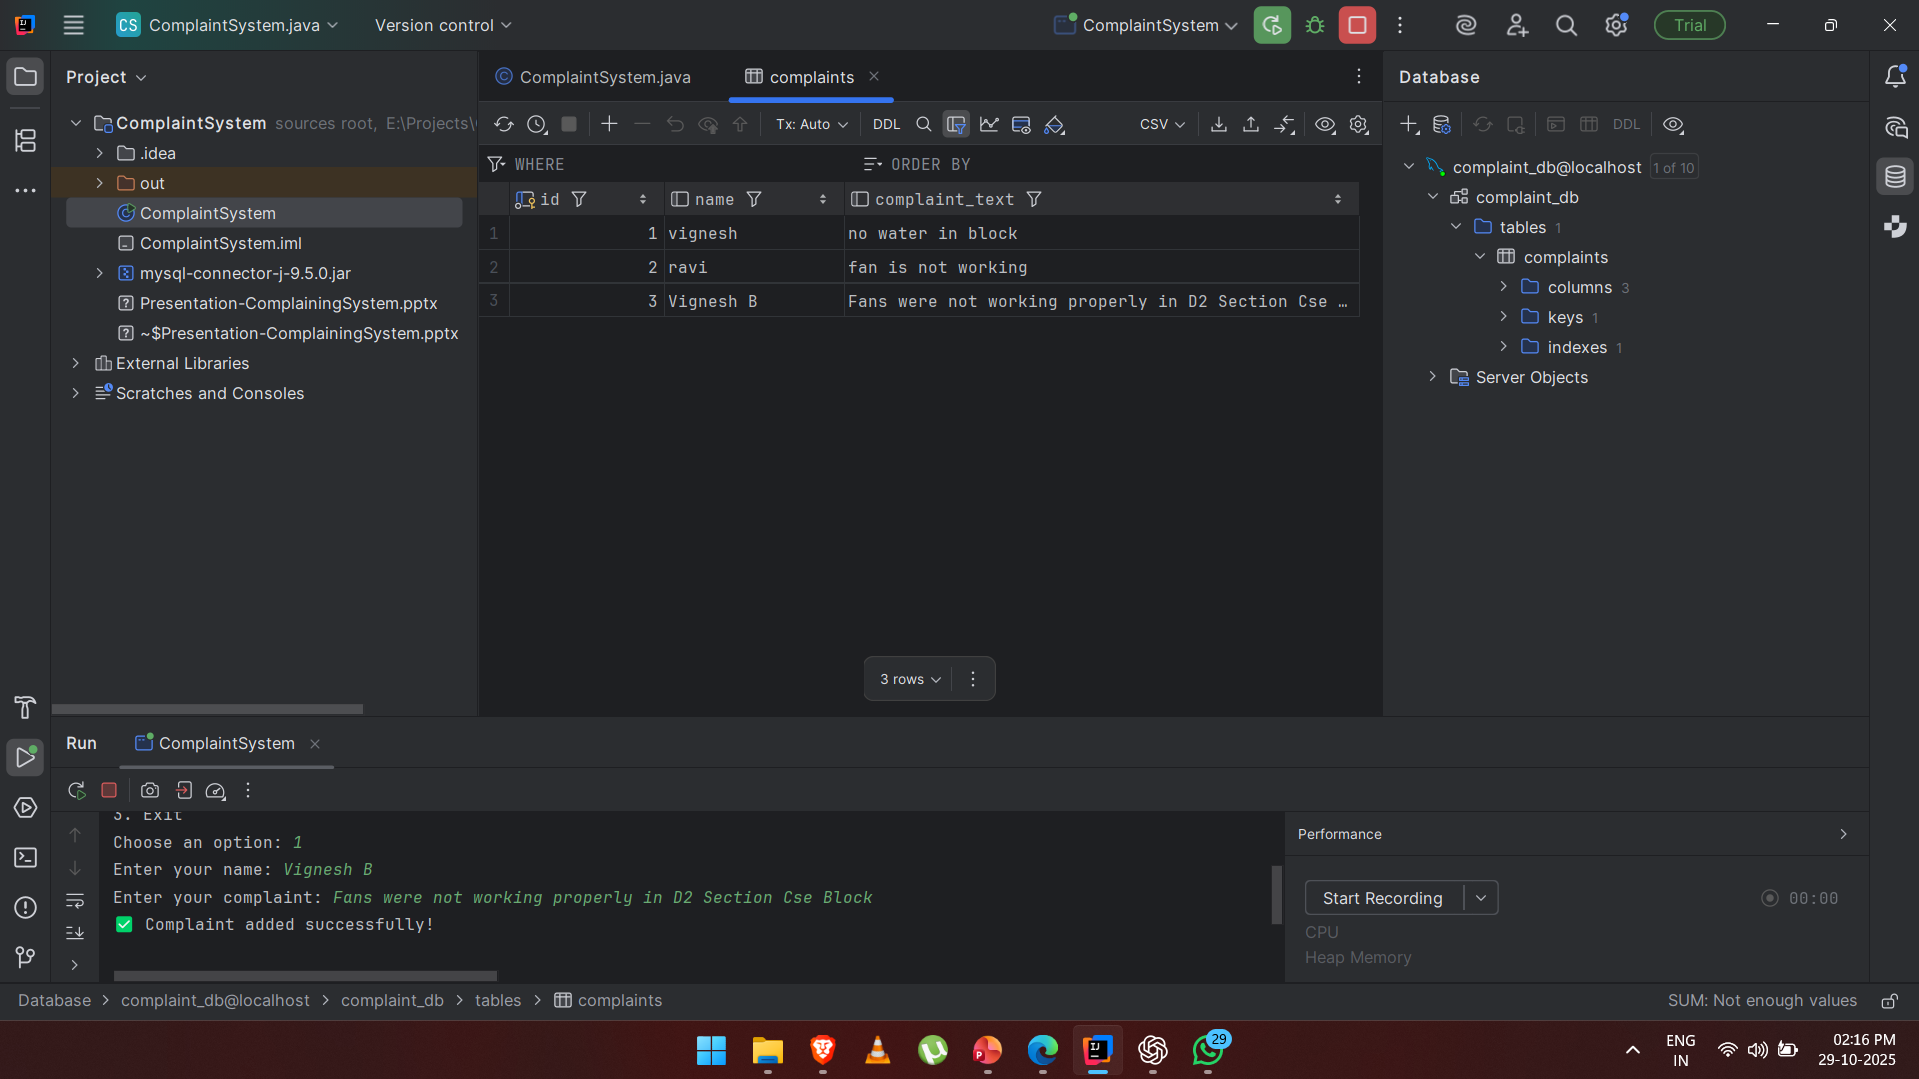 CS ComplaintSystem.java Version control ComplaintSystem Trial
Project
ComplaintSystem sources root, E:\Projects\
.idea
out
ComplaintSystem
ComplaintSystem.iml
mysql-connector-j-9.5.0.jar
Presentation-ComplainingSystem.pptx
~$Presentation-ComplainingSystem.pptx
External Libraries
Scratches and Consoles
ComplaintSystem.java complaints
Tx: Auto DDL CSV
WHERE ORDER BY
id name complaint_text
1 1 vignesh no water in block
2 2 ravi fan is not working
3 3 Vignesh B Fans were not working properly in D2 Section Cse …
3 rows
Database
DDL
complaint_db@localhost 1 of 10
complaint_db
tables 1
complaints
columns 3
keys 1
indexes 1
Server Objects
Run ComplaintSystem
3. Exit
Choose an option: 1
Enter your name: Vignesh B
Enter your complaint: Fans were not working properly in D2 Section Cse Block
✅ Complaint added successfully!
Performance
Start Recording 00:00
CPU
Heap Memory
Database > complaint_db@localhost > complaint_db > tables > complaints SUM: Not enough values
29
ENG
IN
02:16 PM
29-10-2025